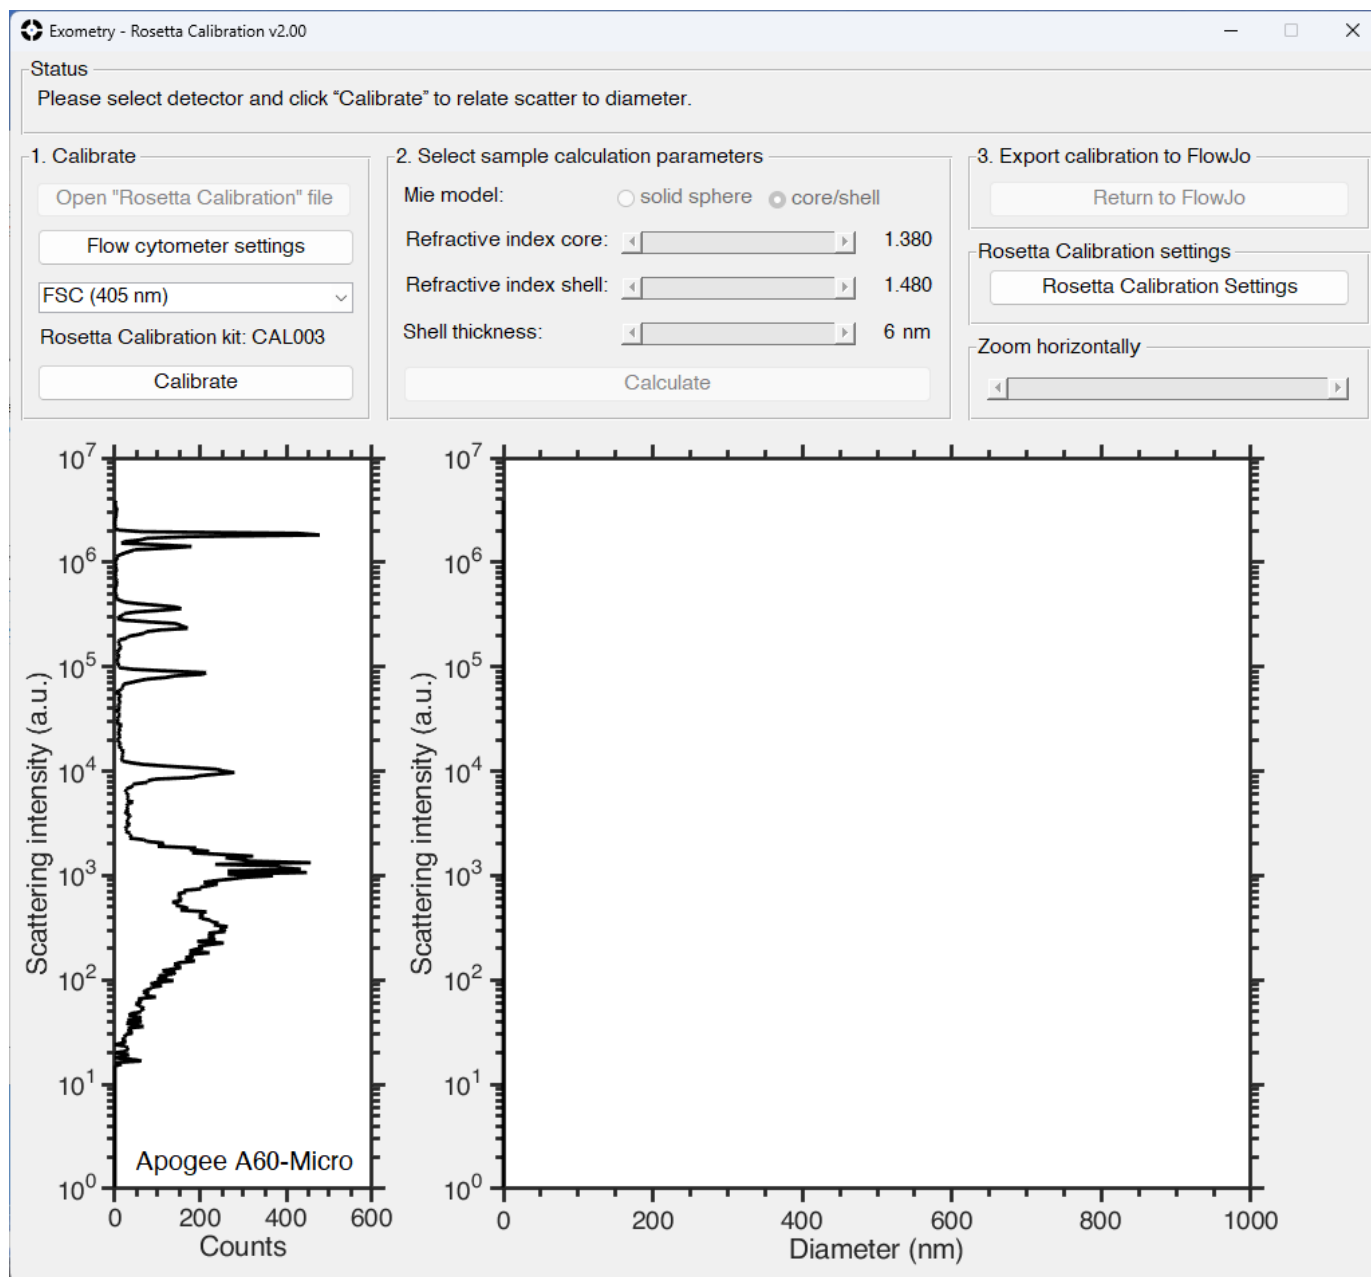 Exometry - Rosetta Calibration v2.00
Status
Please select detector and click “Calibrate” to relate scatter to diameter.
1. Calibrate
Open "Rosetta Calibration" file
Flow cytometer settings
FSC (405 nm)
Rosetta Calibration kit: CAL003
Calibrate
2. Select sample calculation parameters
Mie model: solid sphere core/shell
Refractive index core: 1.380
Refractive index shell: 1.480
Shell thickness: 6 nm
Calculate
3. Export calibration to FlowJo
Return to FlowJo
Rosetta Calibration settings
Rosetta Calibration Settings
Zoom horizontally
Scattering intensity (a.u.)
10^7
10^6
10^5
10^4
10^3
10^2
10^1
10^0
Apogee A60-Micro
0 200 400 600
Counts
Scattering intensity (a.u.)
10^7
10^6
10^5
10^4
10^3
10^2
10^1
10^0
0 200 400 600 800 1000
Diameter (nm)